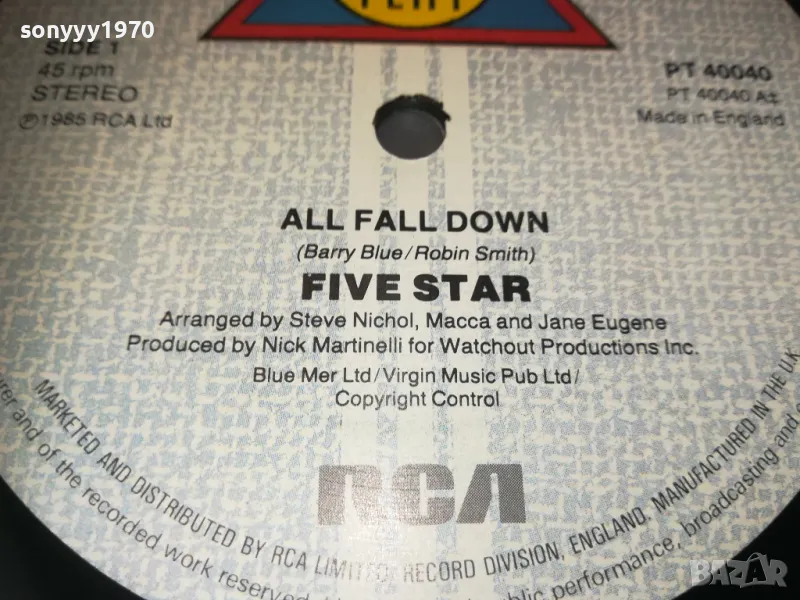 sonyyy1970
SIDE 1
45 rpm
STEREO
℗1985 RCA Ltd
PT 40040
PT 40040 A
Made in England
ALL FALL DOWN
(Barry Blue/Robin Smith)
FIVE STAR
Arranged by Steve Nichol, Macca and Jane Eugene
Produced by Nick Martinelli for Watchout Productions Inc.
Blue Mer Ltd/Virgin Music Pub Ltd/
Copyright Control
RCA
MARKETED AND DISTRIBUTED BY RCA LIMITED, RECORD DIVISION, ENGLAND. MANUFACTURED IN THE U.K.
and of the recorded work reserved. public performance, broadcasting and
BAZAR